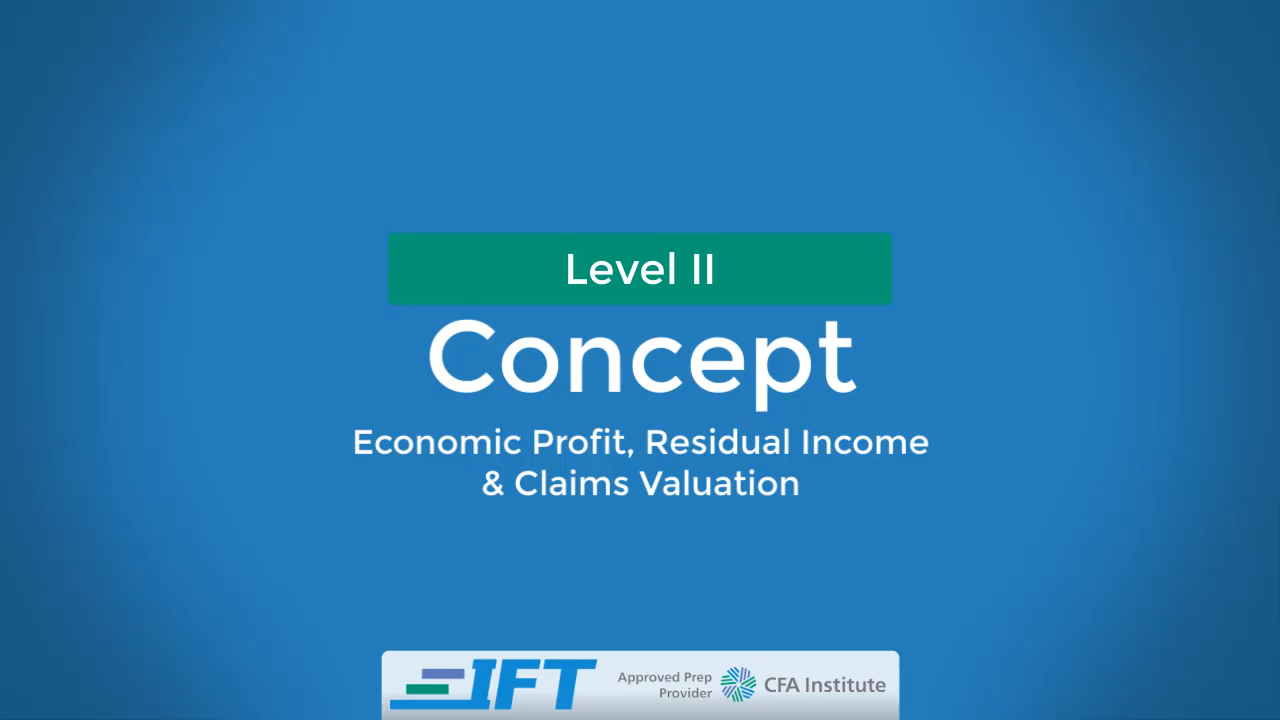 Level II
Concept
Economic Profit, Residual Income
& Claims Valuation
IFT
Approved Prep
Provider
CFA Institute